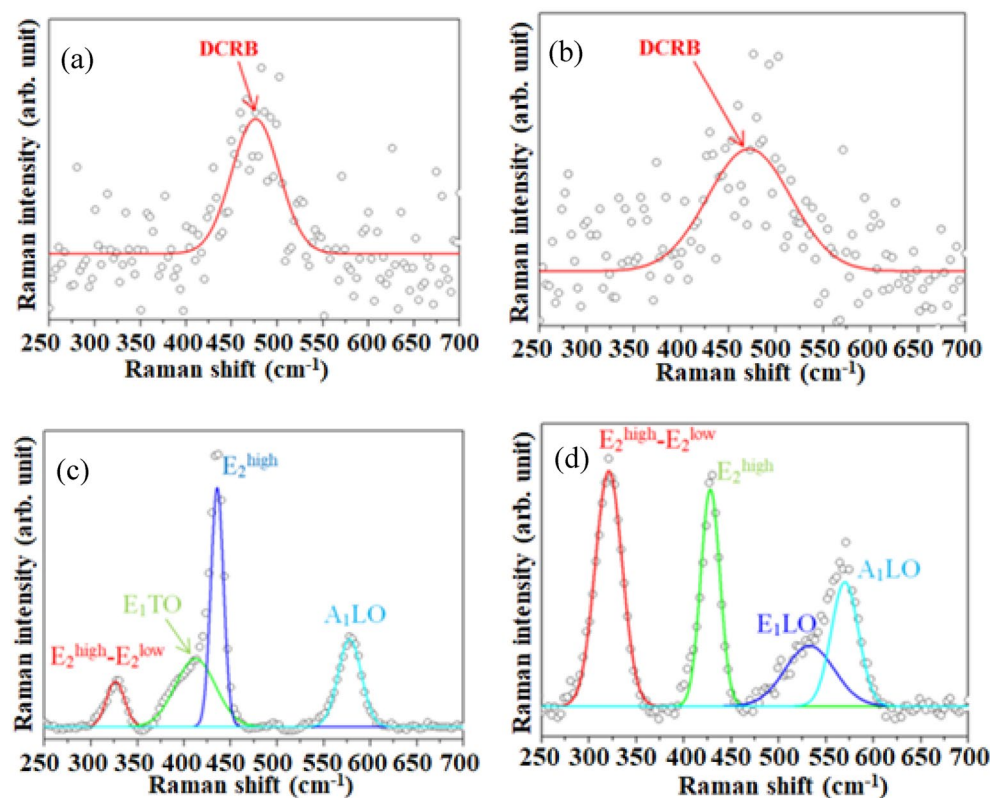 (a)
DCRB
Raman intensity (arb. unit)
250 300 350 400 450 500 550 600 650 700
Raman shift (cm⁻¹)
(b)
DCRB
Raman intensity (arb. unit)
250 300 350 400 450 500 550 600 650 700
Raman shift (cm⁻¹)
(c)
E₂ʰⁱᵍʰ
E₁TO
A₁LO
E₂ʰⁱᵍʰ-E₂ˡᵒʷ
Raman intensity (arb. unit)
250 300 350 400 450 500 550 600 650 700
Raman shift (cm⁻¹)
(d)
E₂ʰⁱᵍʰ-E₂ˡᵒʷ
E₂ʰⁱᵍʰ
A₁LO
E₁LO
Raman intensity (arb. unit)
250 300 350 400 450 500 550 600 650 700
Raman shift (cm⁻¹)